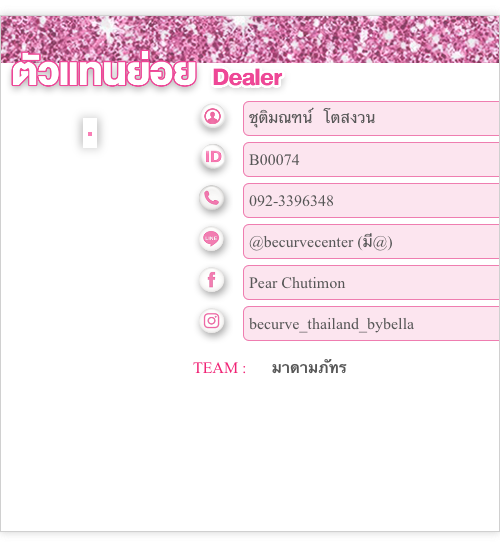 ตัวแทนย่อย Dealer
ชุติมณฑน์ โตสงวน
ID B00074
092-3396348
LINE @becurvecenter (มี@)
f Pear Chutimon
becurve_thailand_bybella
TEAM : มาดามภัทร